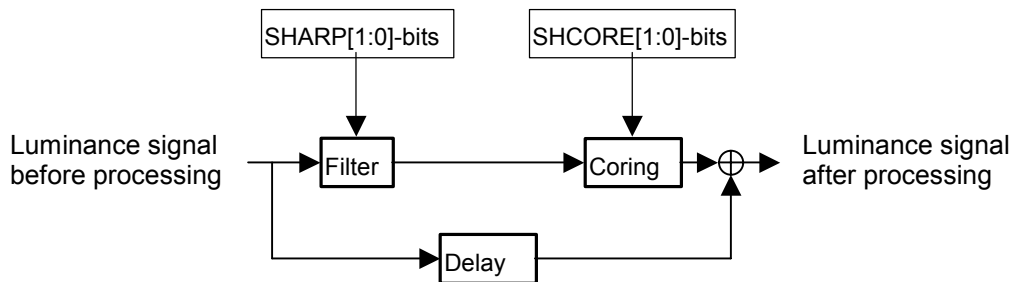 SHARP[1:0]-bits
SHCORE[1:0]-bits
Luminance signal
before processing
Filter
Coring
Luminance signal
after processing
Delay